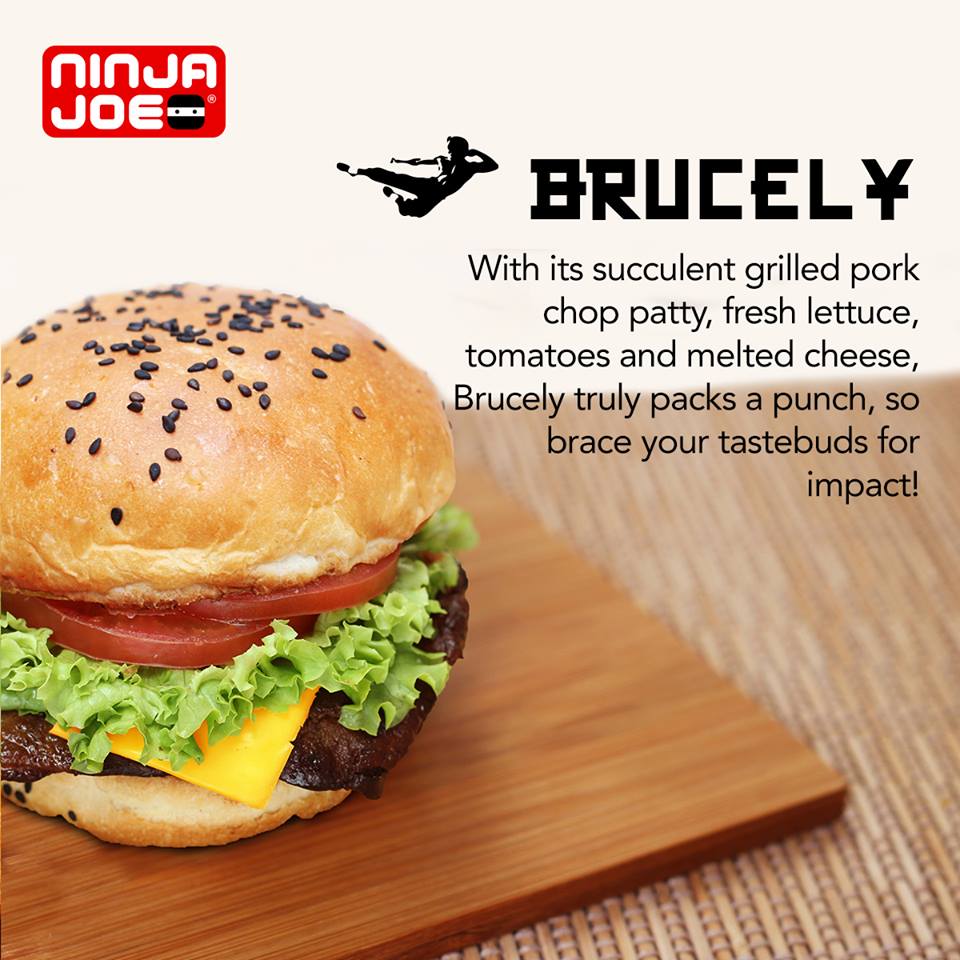 NINJA
JOE®
BRUCELY
With its succulent grilled pork
chop patty, fresh lettuce,
tomatoes and melted cheese,
Brucely truly packs a punch, so
brace your tastebuds for
impact!